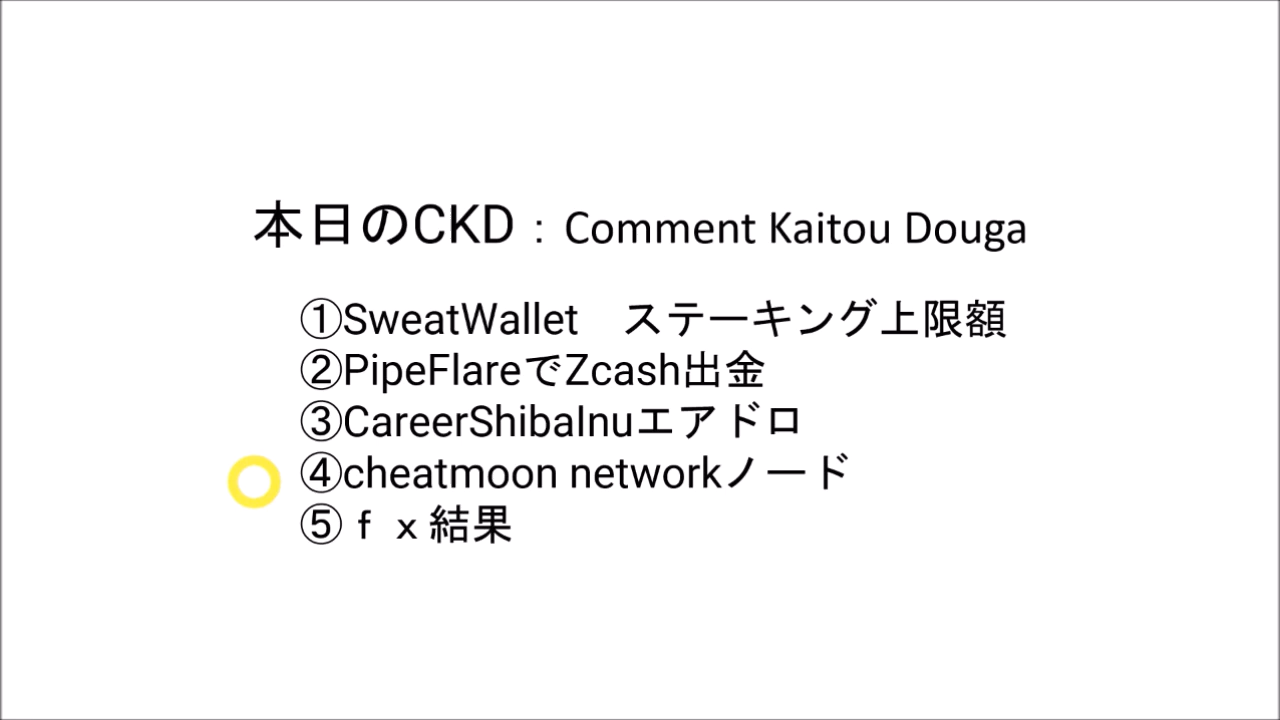 本日のCKD：Comment Kaitou Douga
①SweatWallet　ステーキング上限額
②PipeFlareでZcash出金
③CareerShibaInuエアドロ
④cheatmoon networkノード
⑤ｆｘ結果